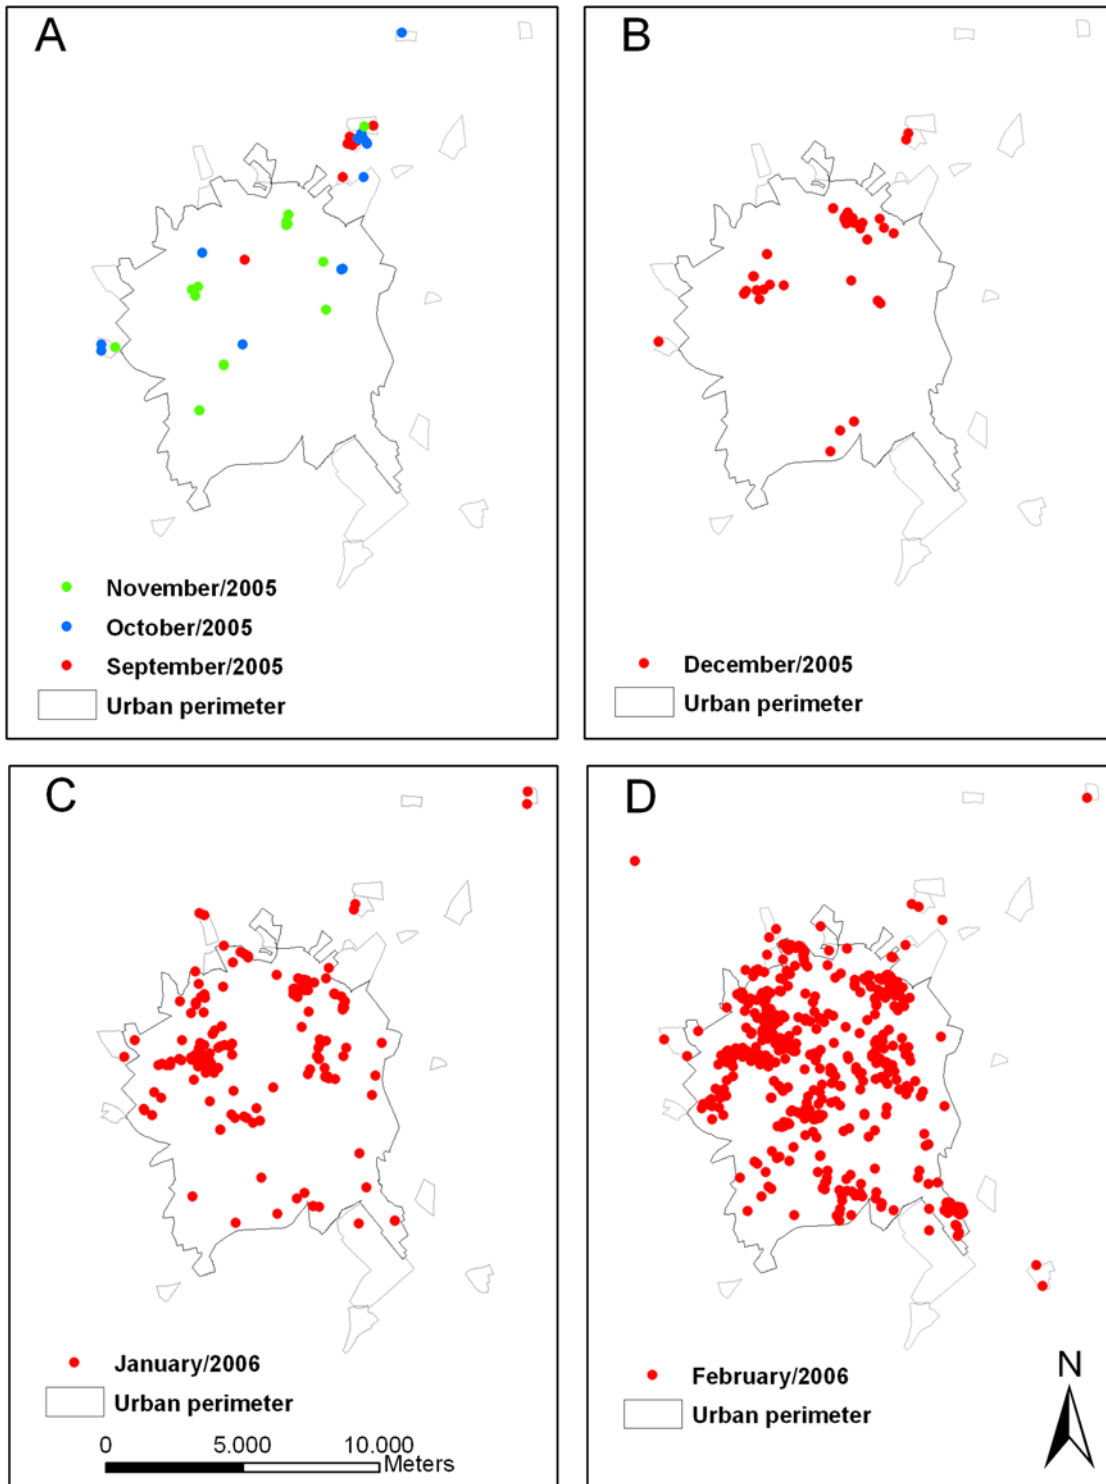 A
November/2005
October/2005
September/2005
Urban perimeter
B
December/2005
Urban perimeter
C
January/2006
Urban perimeter
0 5.000 10.000
Meters
D
February/2006
Urban perimeter
N